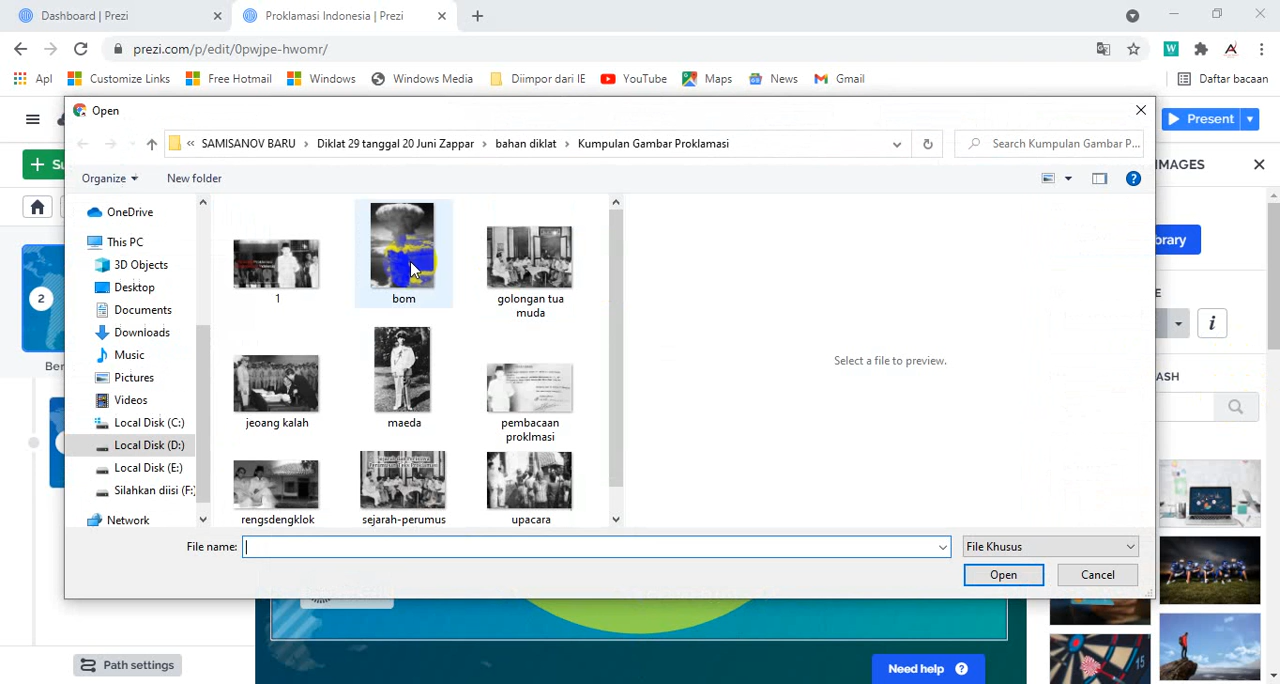 Dashboard | Prezi
Proklamasi Indonesia | Prezi
prezi.com/p/edit/0pwjpe-hwomr/
Apl
Customize Links
Free Hotmail
Windows
Windows Media
Diimpor dari IE
YouTube
Maps
News
Gmail
Daftar bacaan
Open
Present
SAMISANOV BARU
Diklat 29 tanggal 20 Juni Zappar
bahan diklat
Kumpulan Gambar Proklamasi
Search Kumpulan Gambar P...
Su
IMAGES
Organize
New folder
OneDrive
This PC
3D Objects
Desktop
Documents
Downloads
Music
Pictures
Videos
Local Disk (C:)
Local Disk (D:)
Local Disk (E:)
Silahkan diisi (F:)
Network
1
bom
golongan tua
muda
jeoang kalah
maeda
pembacaan
proklmasi
rengsdengklok
sejarah-perumus
upacara
Select a file to preview.
brary
E
i
ASH
2
Ber
File name:
File Khusus
Open
Cancel
Path settings
Need help ?